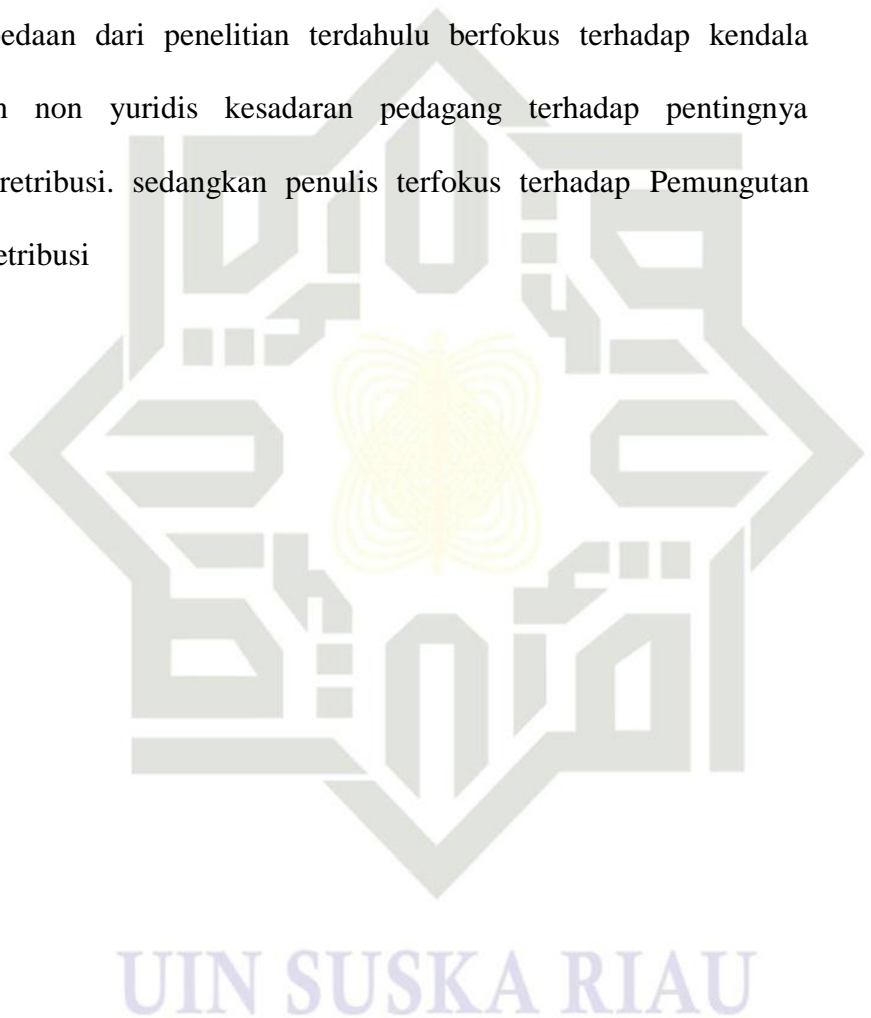 edaan dari penelitian terdahulu berfokus terhadap kendala
non yuridis kesadaran pedagang terhadap pentingnya
retribusi. sedangkan penulis terfokus terhadap Pemungutan
etribusi
UIN SUSKA RIAU